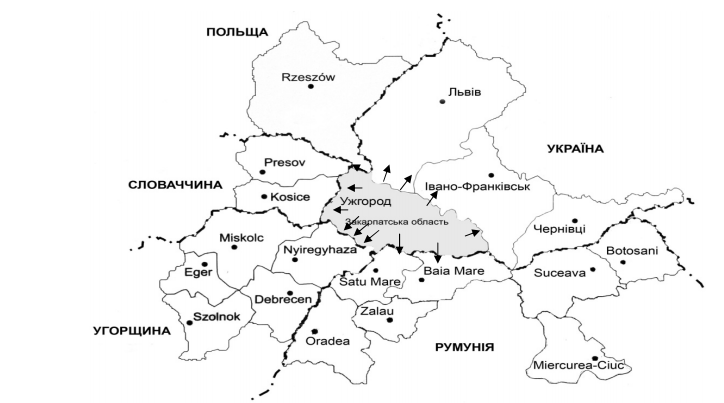 ПОЛЬЩА
Rzeszów
Львів
УКРАЇНА
Presov
Івано-Франківськ
СЛОВАЧЧИНА
Kosice
Ужгород
Закарпатська область
Чернівці
Miskolc
Nyiregyhaza
Botosani
Eger
Satu Mare
Baia Mare
Suceava
Debrecen
Szolnok
Zalau
УГОРЩИНА
Oradea
РУМУНІЯ
Miercurea-Ciuc